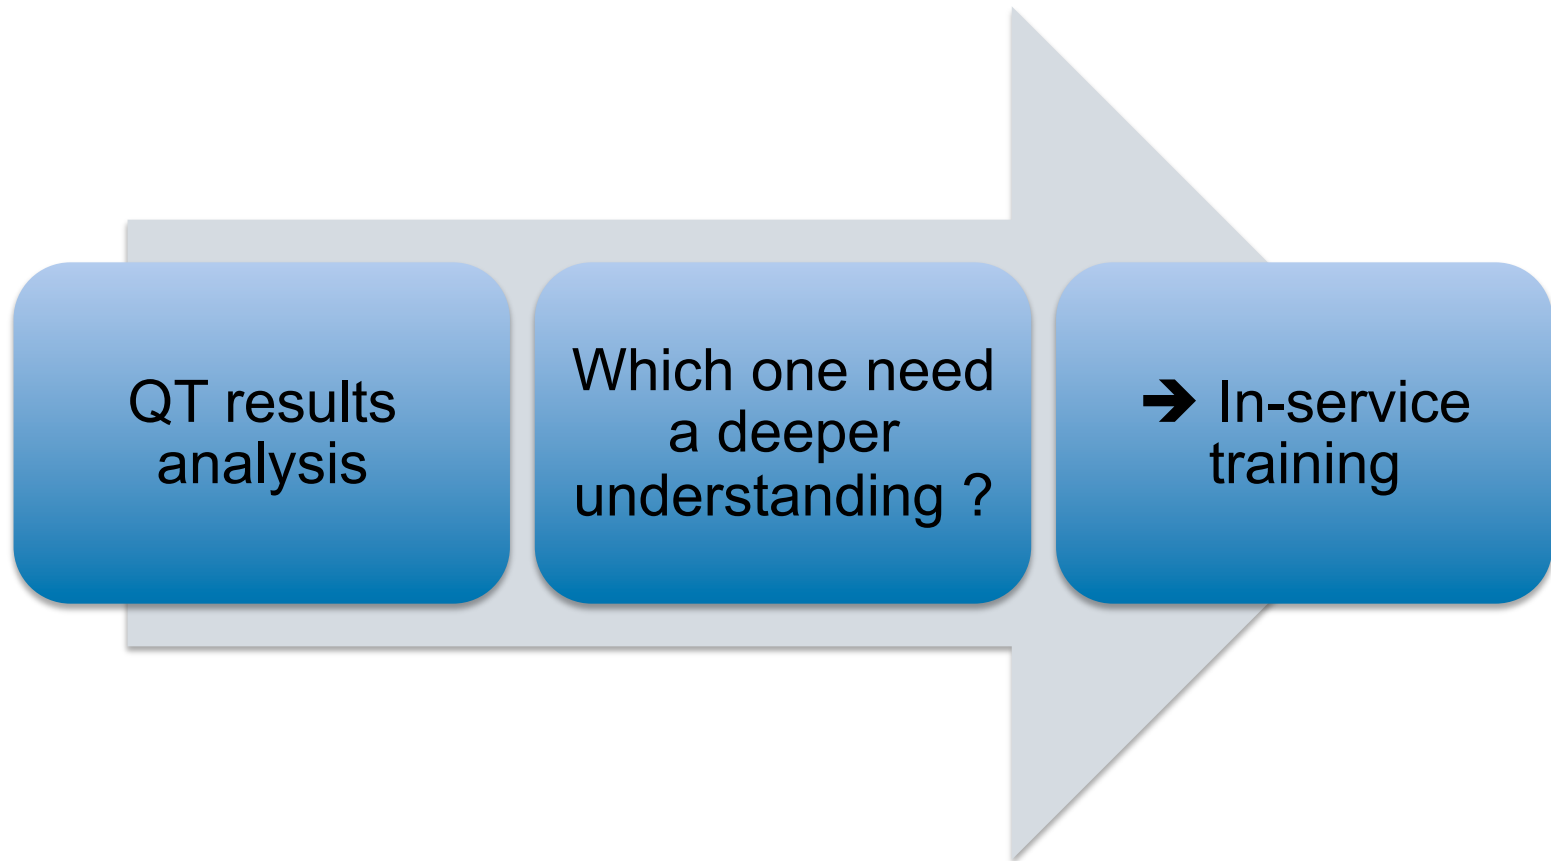 QT results
analysis
Which one need
a deeper
understanding ?
➔ In-service
training